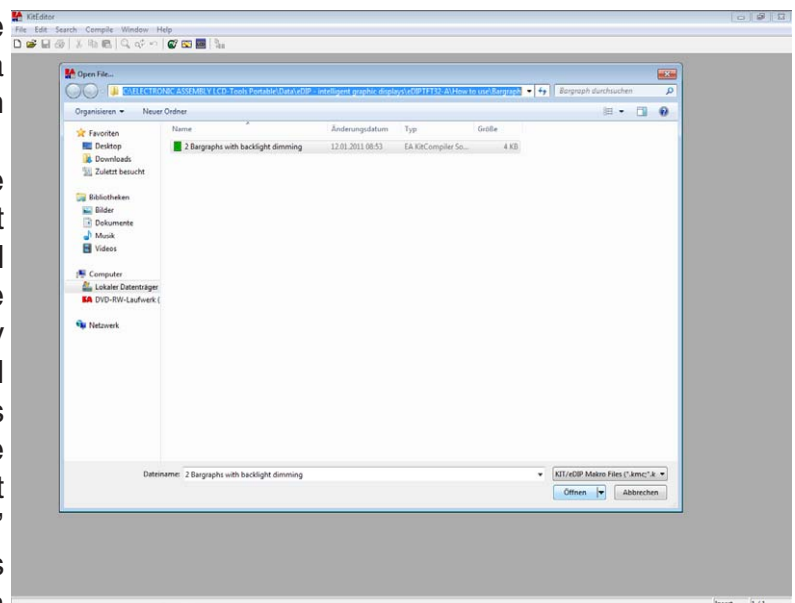 KitEditor
File Edit Search Compile Window Help
Open File...
C:\ELECTRONIC ASSEMBLY LCD-Tools Portable\Data\eDIP - intelligent graphic displays\eDIPTFT32-A\How to use\Bargraph
Bargraph durchsuchen
Organisieren Neuer Ordner
Name Änderungsdatum Typ Größe
2 Bargraphs with backlight dimming 12.01.2011 08:53 EA KitCompiler So... 4 KB
Favoriten
Desktop
Downloads
Zuletzt besucht
Bibliotheken
Bilder
Dokumente
Musik
Videos
Computer
Lokaler Datenträger
DVD-RW-Laufwerk (
Netzwerk
Dateiname: 2 Bargraphs with backlight dimming
KIT/eDIP Makro Files (*.kmc;*.k
Öffnen Abbrechen
Insert